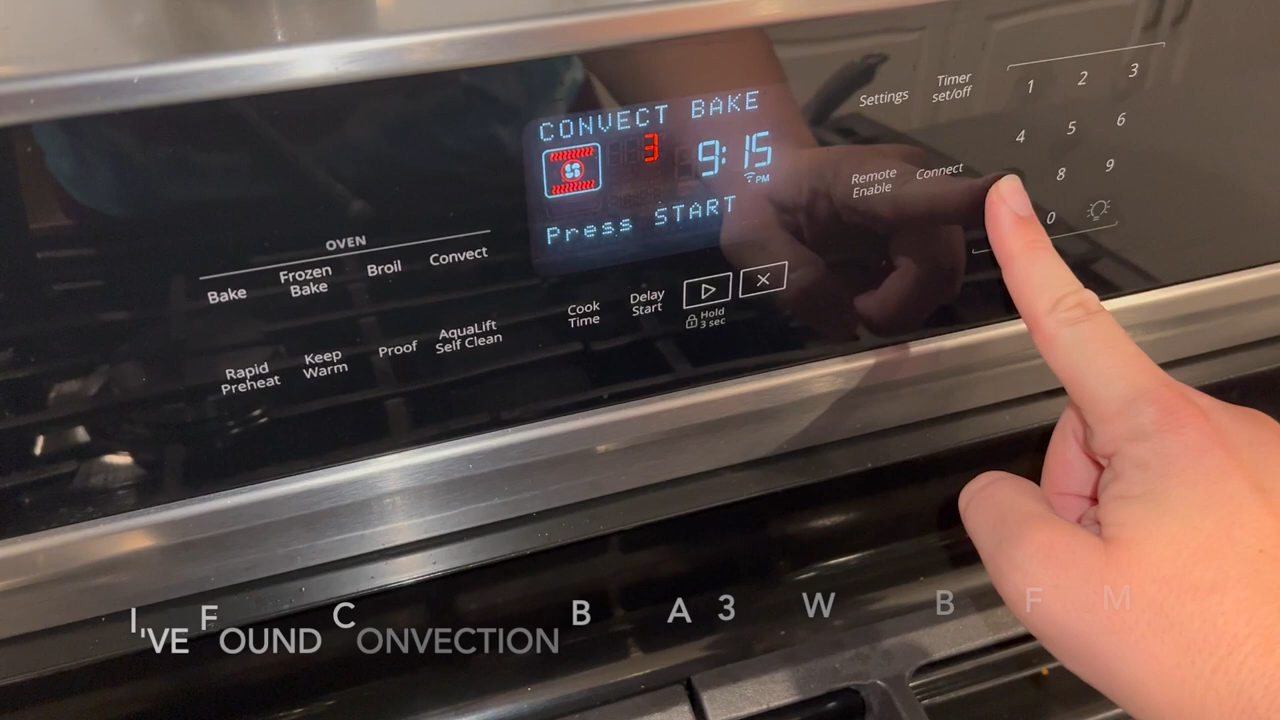 CONVECT BAKE
3 9:15
PM
Press START
OVEN
Bake
Frozen
Bake
Broil
Convect
Rapid
Preheat
Keep
Warm
Proof
AquaLift
Self Clean
Cook
Time
Delay
Start
Hold
3 sec
Settings
Timer
set/off
Remote
Enable
Connect
1 2 3
4 5 6
8 9
0
I'VE FOUND CONVECTION B A 3 W B F M